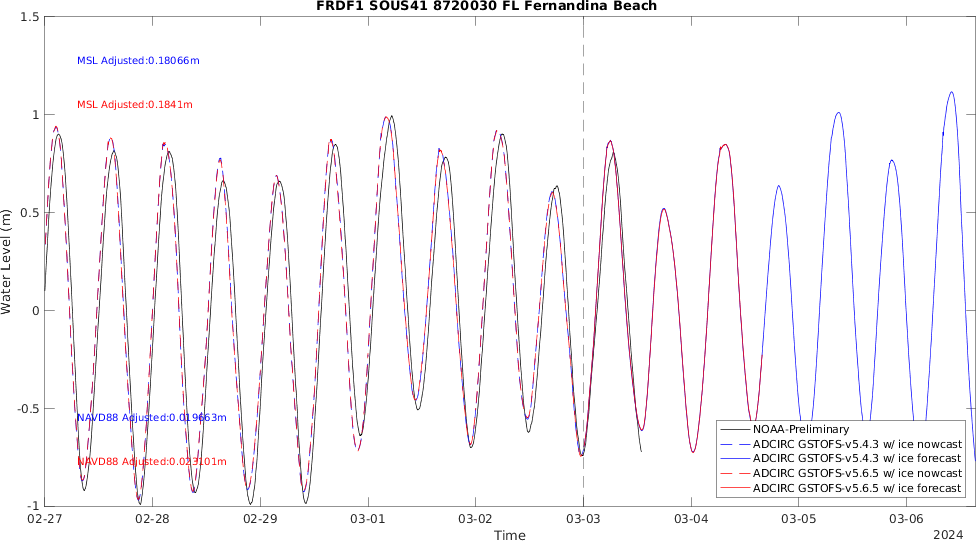 FRDF1 SOUS41 8720030 FL Fernandina Beach
1.5
MSL Adjusted:0.18066m
MSL Adjusted:0.1841m
1
0.5
Water Level (m)
0
-0.5
NAVD88 Adjusted:0.019663m
NAVD88 Adjusted:0.023101m
-1
NOAA-Preliminary
ADCIRC GSTOFS-v5.4.3 w/ ice nowcast
ADCIRC GSTOFS-v5.4.3 w/ ice forecast
ADCIRC GSTOFS-v5.6.5 w/ ice nowcast
ADCIRC GSTOFS-v5.6.5 w/ ice forecast
02-27 02-28 02-29 03-01 03-02 03-03 03-04 03-05 03-06
Time
2024